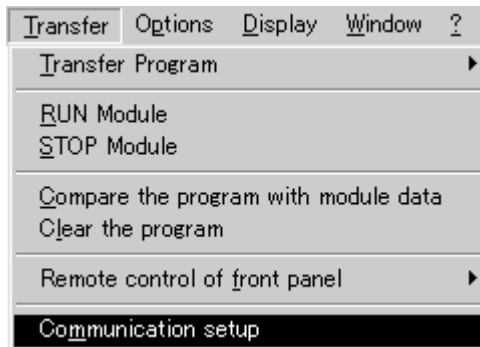 Transfer Options Display Window ?
Transfer Program
RUN Module
STOP Module
Compare the program with module data
Clear the program
Remote control of front panel
Communication setup